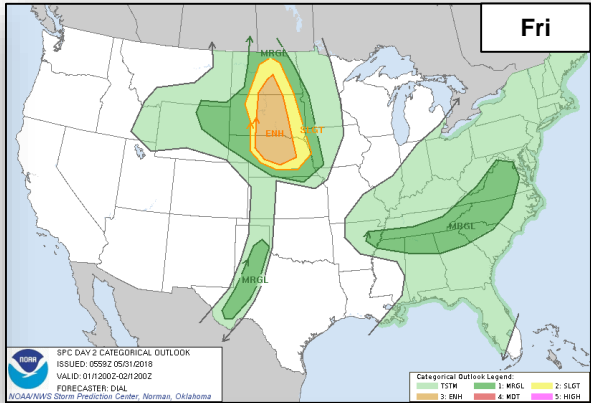 Fri
MRGL
ENH
SLGT
MRGL
MRGL
NOAA
SPC DAY 2 CATEGORICAL OUTLOOK
ISSUED: 0559Z 05/31/2018
VALID: 01/1200Z-02/1200Z
FORECASTER: DIAL
NOAA/NWS Storm Prediction Center, Norman, Oklahoma
Categorical Outlook Legend:
TSTM 1: MRGL 2: SLGT
3: ENH 4: MDT 5: HIGH